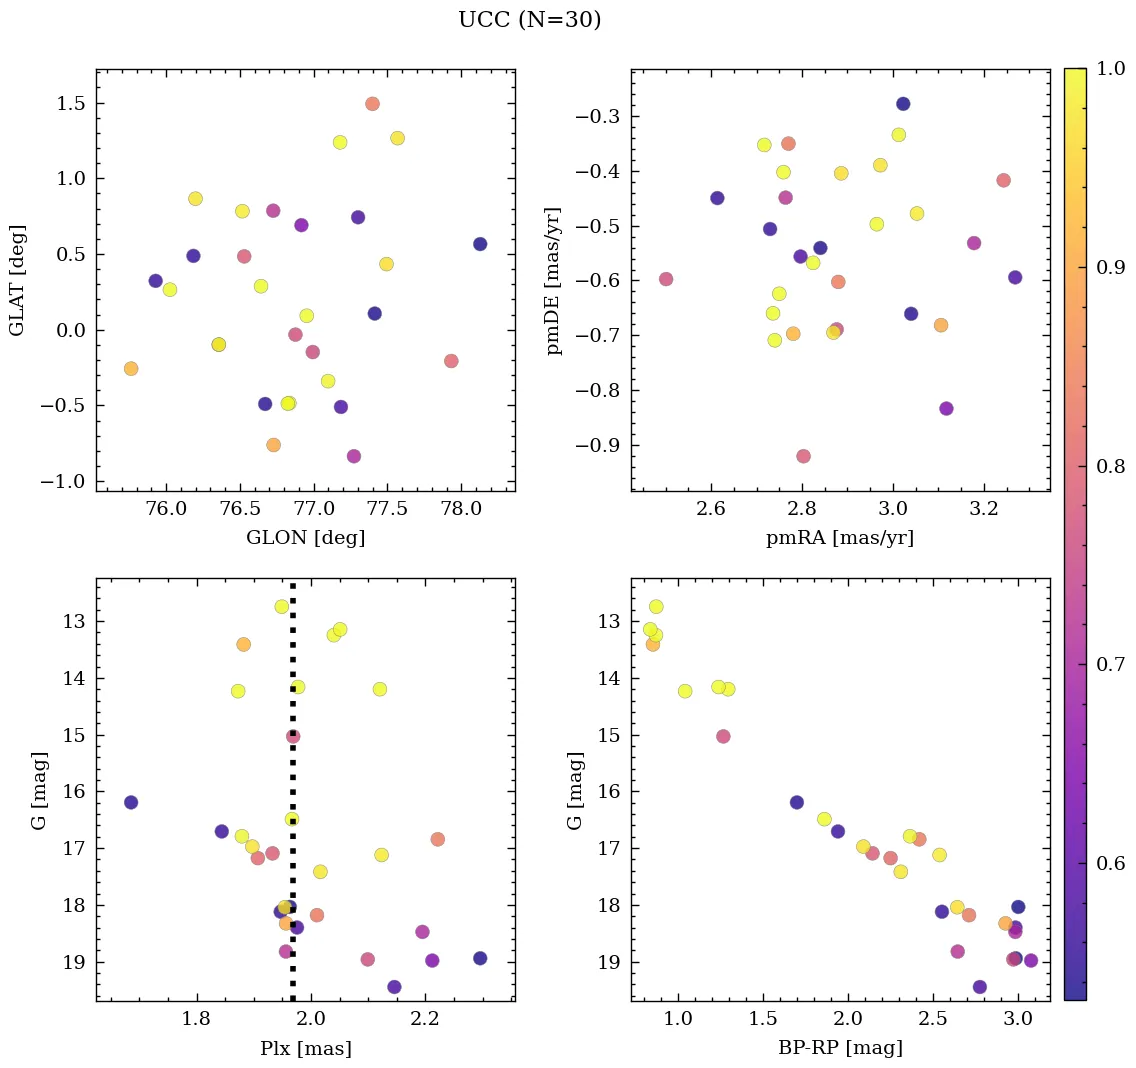 UCC (N=30)
1.5
1.0
0.5
0.0
−0.5
−1.0
GLAT [deg]
76.0 76.5 77.0 77.5 78.0
GLON [deg]
−0.3
−0.4
−0.5
−0.6
−0.7
−0.8
−0.9
pmDE [mas/yr]
2.6 2.8 3.0 3.2
pmRA [mas/yr]
13
14
15
16
17
18
19
G [mag]
1.8 2.0 2.2
Plx [mas]
13
14
15
16
17
18
19
G [mag]
1.0 1.5 2.0 2.5 3.0
BP-RP [mag]
1.0
0.9
0.8
0.7
0.6